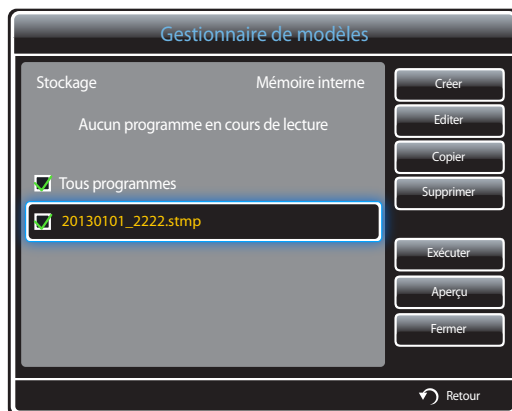 Gestionnaire de modèles
Stockage Mémoire interne
Aucun programme en cours de lecture
Tous programmes
20130101_2222.stmp
Créer
Editer
Copier
Supprimer
Exécuter
Aperçu
Fermer
Retour